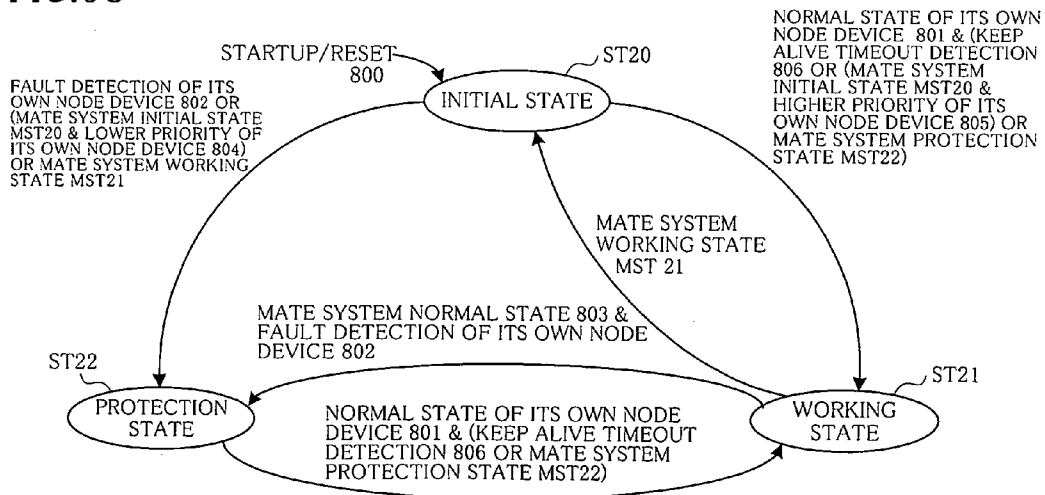 STARTUP/RESET
800
ST20
INITIAL STATE
FAULT DETECTION OF ITS
OWN NODE DEVICE 802 OR
(MATE SYSTEM INITIAL STATE
MST20 & LOWER PRIORITY OF
ITS OWN NODE DEVICE 804)
OR MATE SYSTEM WORKING
STATE MST21
NORMAL STATE OF ITS OWN
NODE DEVICE 801 & (KEEP
ALIVE TIMEOUT DETECTION
806 OR (MATE SYSTEM
INITIAL STATE MST20 &
HIGHER PRIORITY OF ITS
OWN NODE DEVICE 805) OR
MATE SYSTEM PROTECTION
STATE MST22)
MATE SYSTEM
WORKING STATE
MST 21
MATE SYSTEM NORMAL STATE 803 &
FAULT DETECTION OF ITS OWN NODE
DEVICE 802
ST22
PROTECTION
STATE
ST21
WORKING
STATE
NORMAL STATE OF ITS OWN NODE
DEVICE 801 & (KEEP ALIVE TIMEOUT
DETECTION 806 OR MATE SYSTEM
PROTECTION STATE MST22)